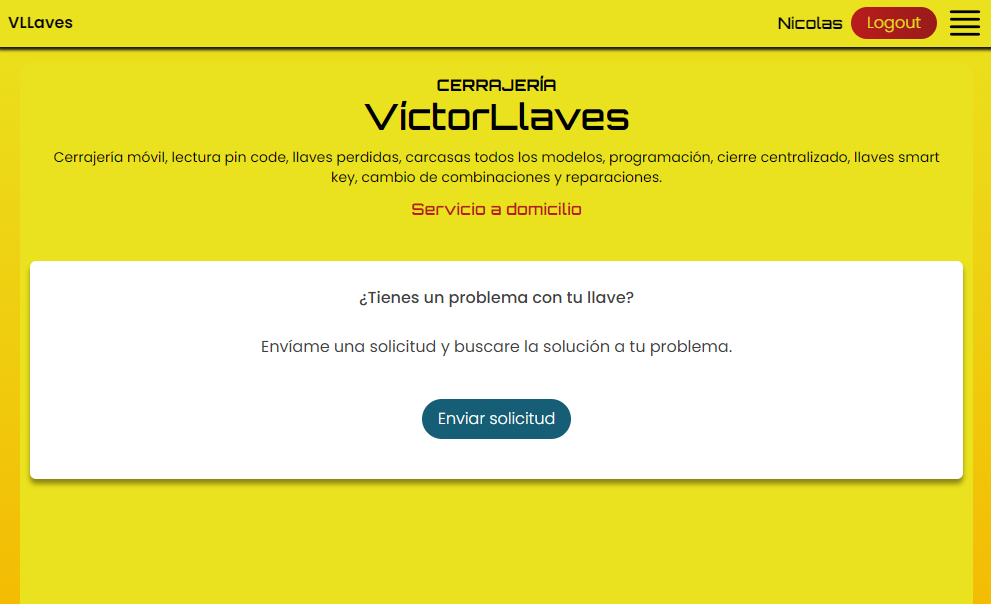 VLLaves
Nicolas
Logout
CERRAJERÍA
VíctorLlaves
Cerrajería móvil, lectura pin code, llaves perdidas, carcasas todos los modelos, programación, cierre centralizado, llaves smart
key, cambio de combinaciones y reparaciones.
Servicio a domicilio
¿Tienes un problema con tu llave?
Envíame una solicitud y buscare la solución a tu problema.
Enviar solicitud